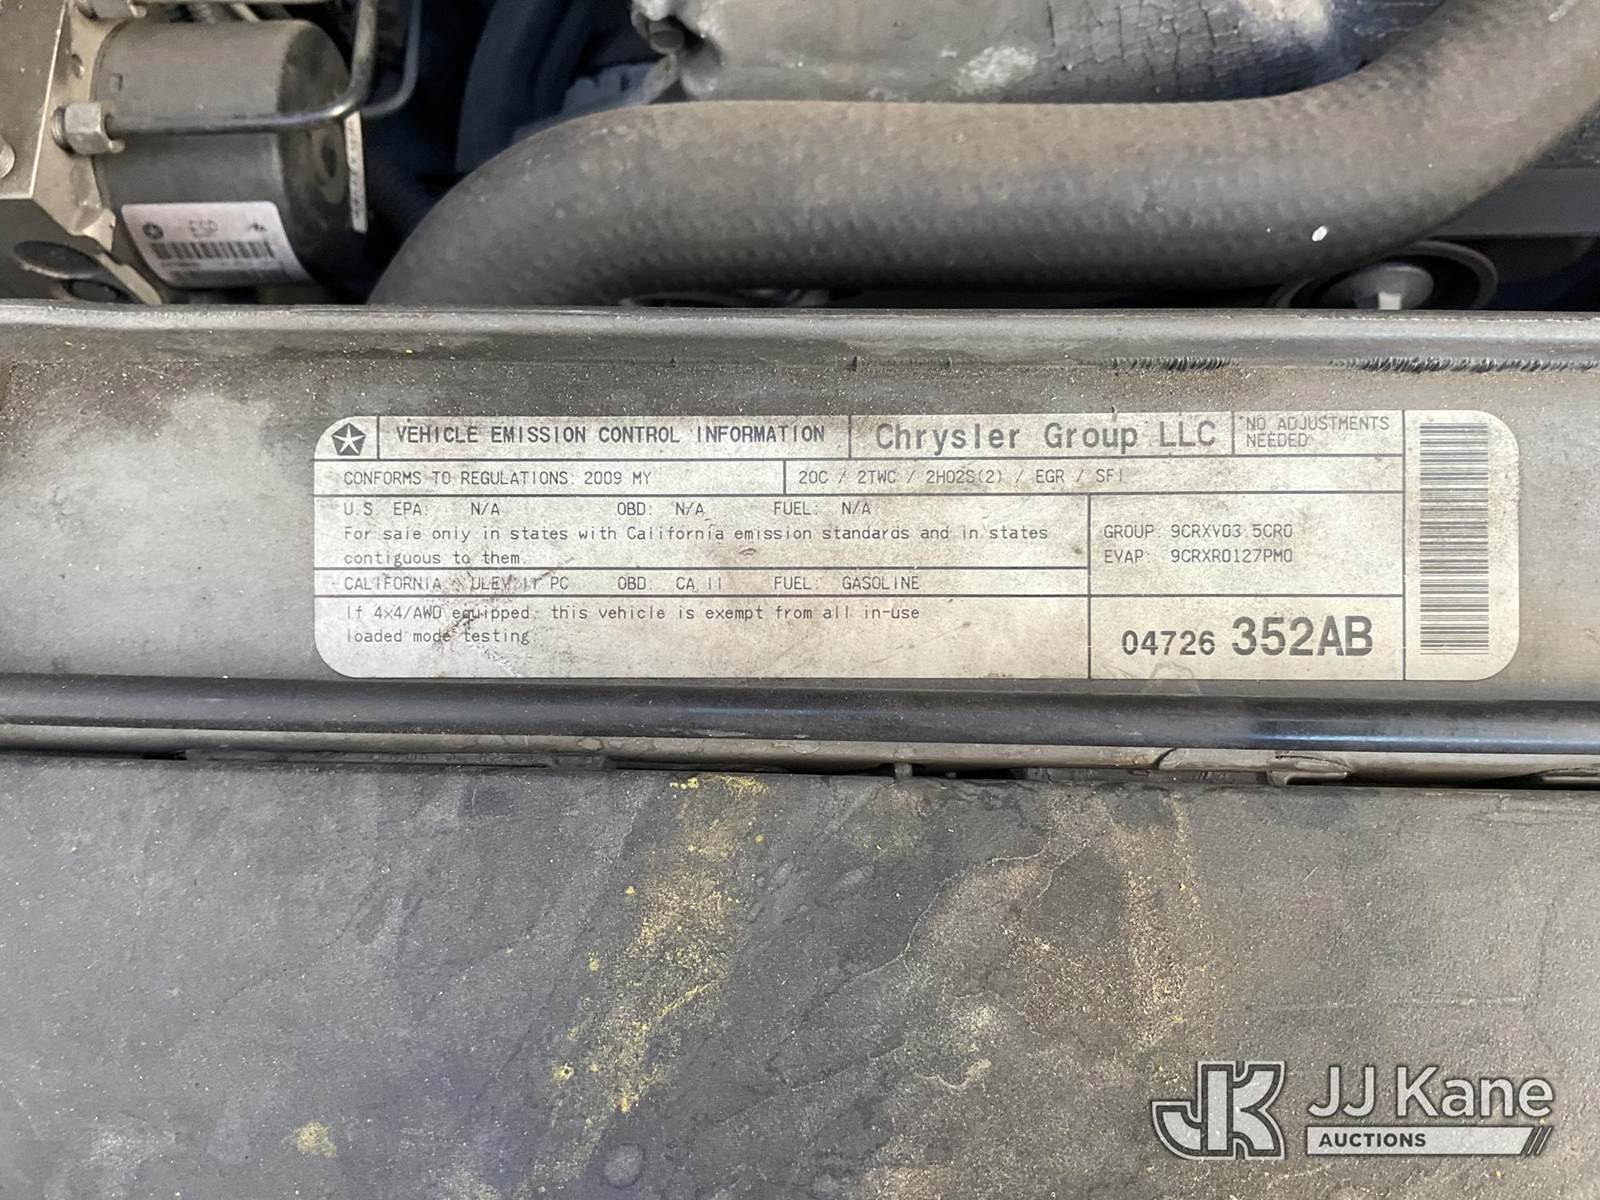 ESP
VEHICLE EMISSION CONTROL INFORMATION
Chrysler Group LLC
*NO ADJUSTMENTS
NEEDED
CONFORMS TO REGULATIONS: 2009 MY
2OC / 2TWC / 2HO2S(2) / EGR / SFI
U.S. EPA: N/A OBD: N/A FUEL: N/A
For sale only in states with California emission standards and in states
contiguous to them.
GROUP: 9CRXV03.5CR0
EVAP: 9CRXR0127PM0
CALIFORNIA: ULEV II PC OBD: CA II FUEL: GASOLINE
If 4x4/AWD equipped, this vehicle is exempt from all in-use
loaded mode testing.
04726 352AB
JK JJ Kane
AUCTIONS